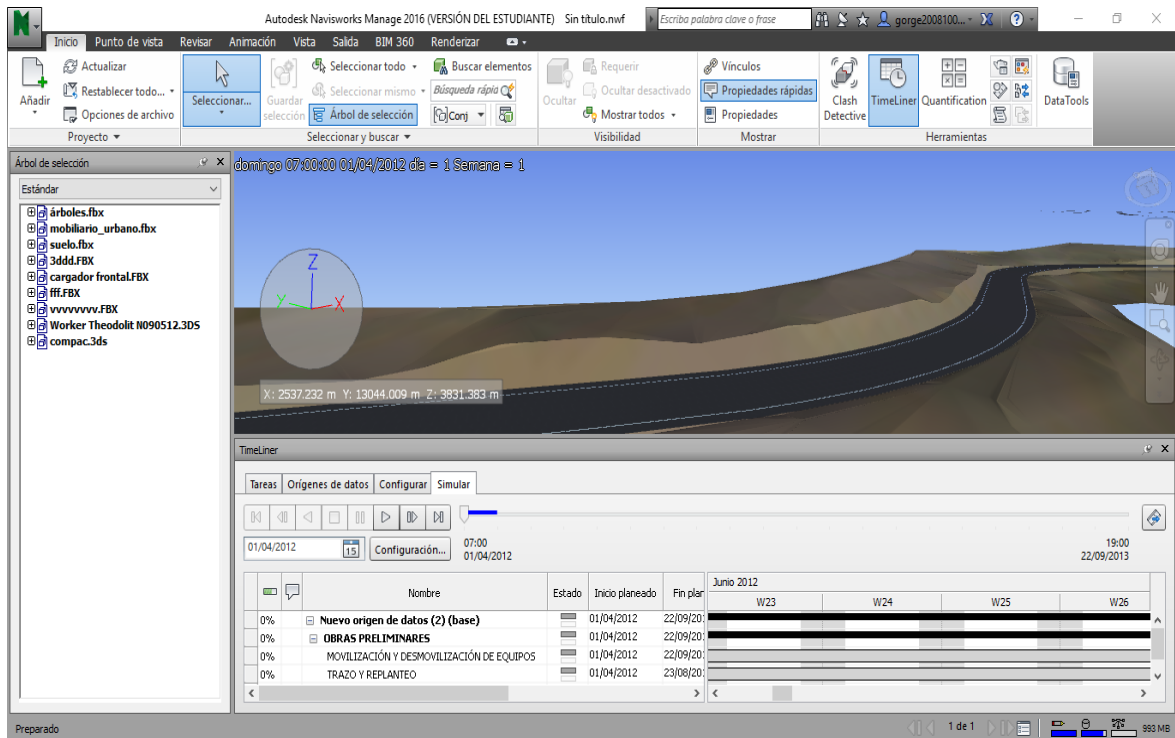 Autodesk Navisworks Manage 2016 (VERSIÓN DEL ESTUDIANTE) Sin título.nwf
Escriba palabra clave o frase
gorge2008100...
Inicio Punto de vista Revisar Animación Vista Salida BIM 360 Renderizar
Añadir
Actualizar
Restablecer todo...
Opciones de archivo
Proyecto
Seleccionar...
Guardar selección
Seleccionar todo
Seleccionar mismo
Árbol de selección
Buscar elementos
Búsqueda rápio
Conj
Seleccionar y buscar
Ocultar
Requerir
Ocultar desactivado
Mostrar todos
Visibilidad
Vínculos
Propiedades rápidas
Propiedades
Mostrar
Clash Detective
TimeLiner
Quantification
DataTools
Herramientas
Árbol de selección
Estándar
árboles.fbx
mobiliario_urbano.fbx
suelo.fbx
3ddd.FBX
cargador frontal.FBX
fff.FBX
vvvvvvv.FBX
Worker Theodolit N090512.3DS
compac.3ds
domingo 07:00:00 01/04/2012 día = 1 Semana = 1
Z
Y
X
X: 2537.232 m Y: 13044.009 m Z: 3831.383 m
TimeLiner
Tareas Orígenes de datos Configurar Simular
01/04/2012 15 Configuración...
07:00
01/04/2012
19:00
22/09/2013
Nombre Estado Inicio planeado Fin plan
Junio 2012
W23 W24 W25 W26
0% Nuevo origen de datos (2) (base) 01/04/2012 22/09/201
0% OBRAS PRELIMINARES 01/04/2012 22/09/201
0% MOVILIZACIÓN Y DESMOVILIZACIÓN DE EQUIPOS 01/04/2012 22/09/201
0% TRAZO Y REPLANTEO 01/04/2012 23/08/201
Preparado
1 de 1
993 MB